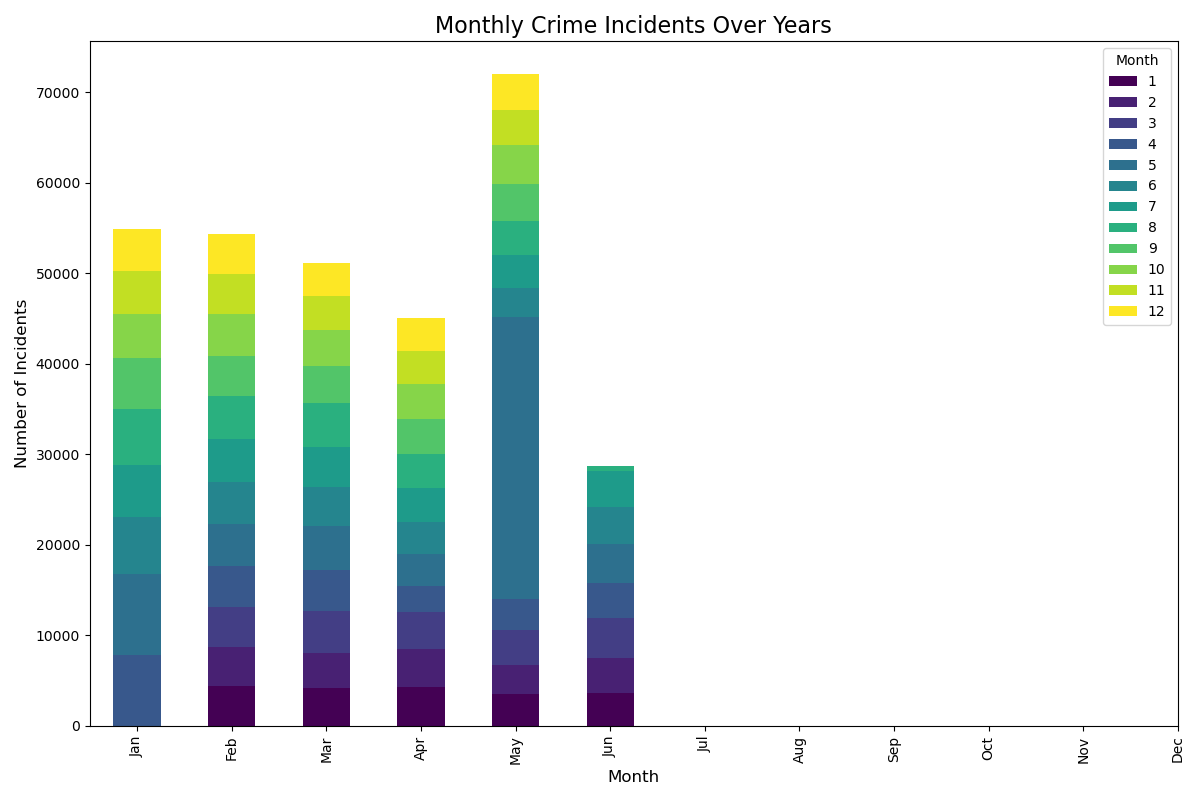 Monthly Crime Incidents Over Years
Month
1
2
3
4
5
6
7
8
9
10
11
12
Number of Incidents
70000
60000
50000
40000
30000
20000
10000
0
Jan
Feb
Mar
Apr
May
Jun
Jul
Aug
Sep
Oct
Nov
Dec
Month